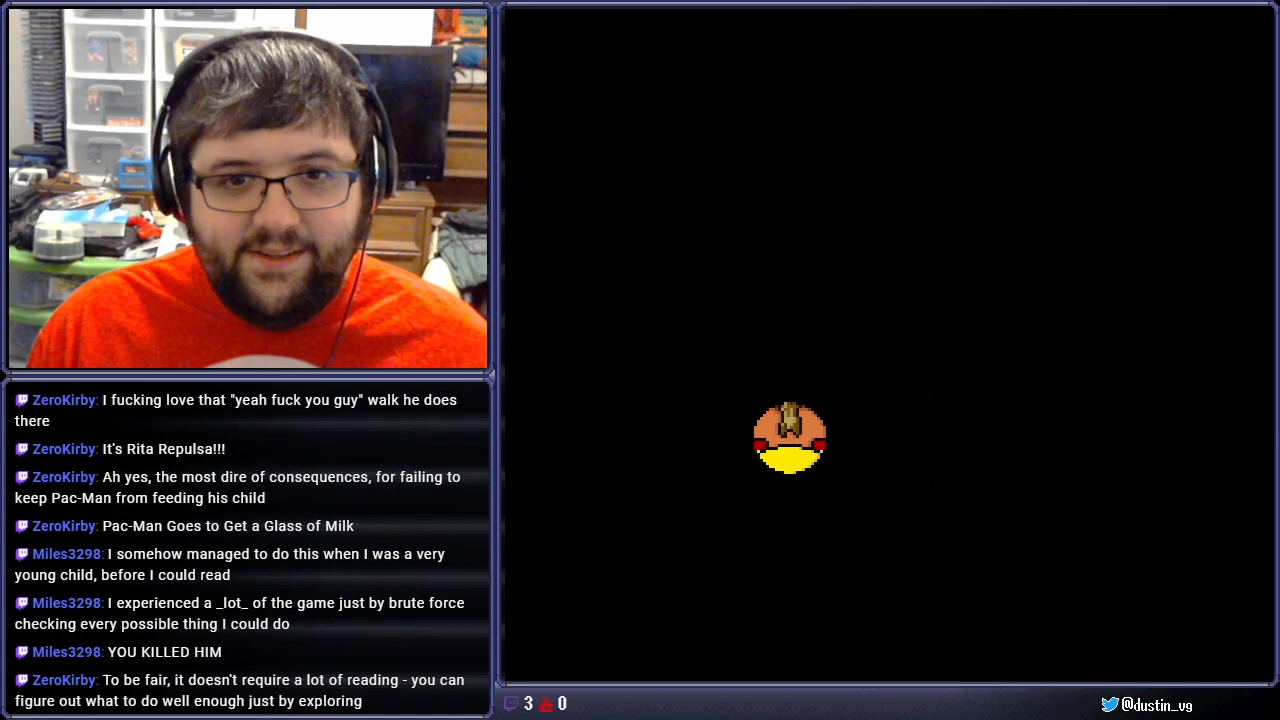 ZeroKirby: I fucking love that "yeah fuck you guy" walk he does
there
ZeroKirby: It's Rita Repulsa!!!
ZeroKirby: Ah yes, the most dire of consequences, for failing to
keep Pac-Man from feeding his child
ZeroKirby: Pac-Man Goes to Get a Glass of Milk
Miles3298: I somehow managed to do this when I was a very
young child, before I could read
Miles3298: I experienced a _lot_ of the game just by brute force
checking every possible thing I could do
Miles3298: YOU KILLED HIM
ZeroKirby: To be fair, it doesn't require a lot of reading - you can
figure out what to do well enough just by exploring
3 0
@dustin_vg